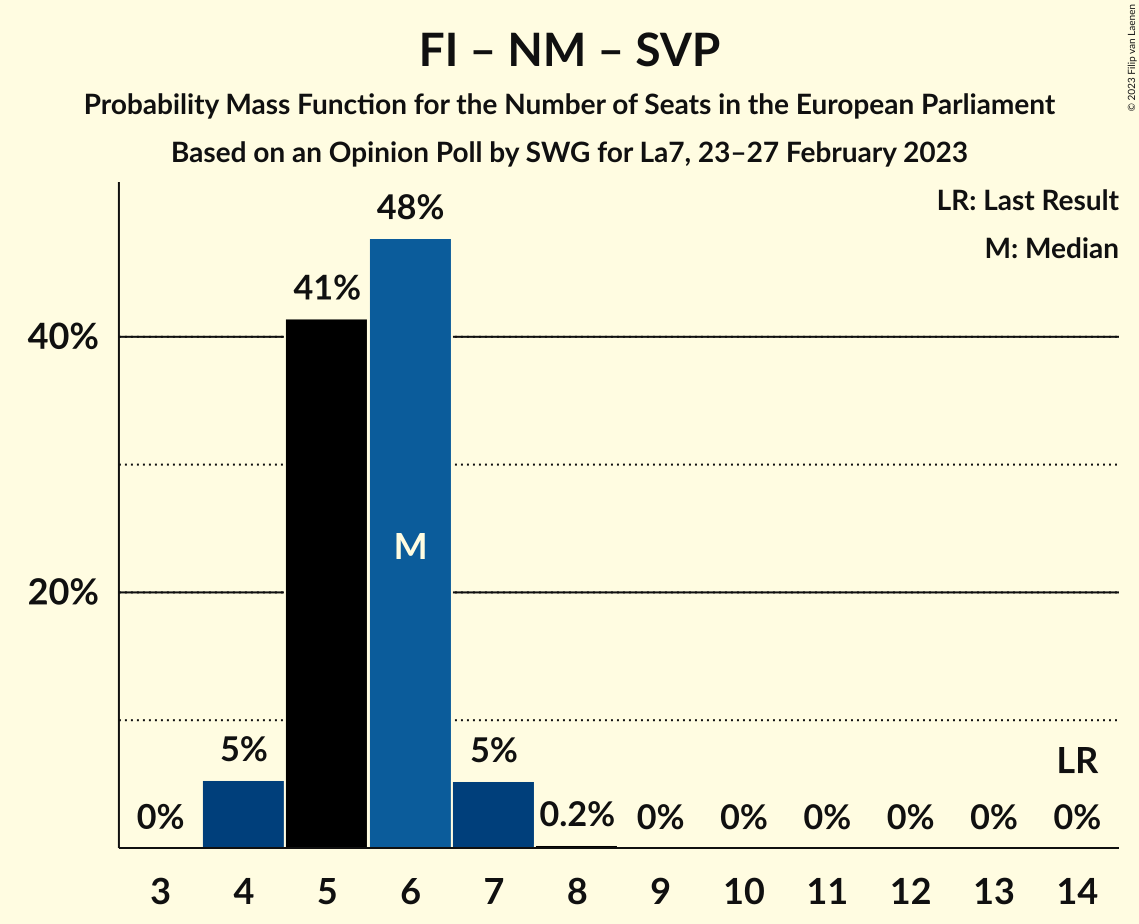 FI – NM – SVP
Probability Mass Function for the Number of Seats in the European Parliament
Based on an Opinion Poll by SWG for La7, 23–27 February 2023
© 2023 Filip van Laenen
LR: Last Result
M: Median
48%
41%
40%
M
20%
5%
5%
LR
0%
0.2%
0%
0%
0%
0%
0%
0%
3 4 5 6 7 8 9 10 11 12 13 14